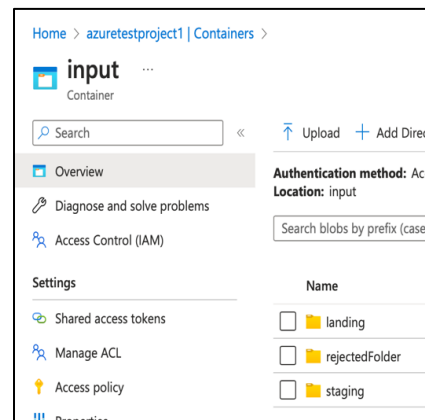 Home > azuretestproject1 | Containers >
input ...
Container
Search
«
Overview
Diagnose and solve problems
Access Control (IAM)
Settings
Shared access tokens
Manage ACL
Access policy
Upload + Add Direc
Authentication method: Ac
Location: input
Search blobs by prefix (case
Name
landing
rejectedFolder
staging